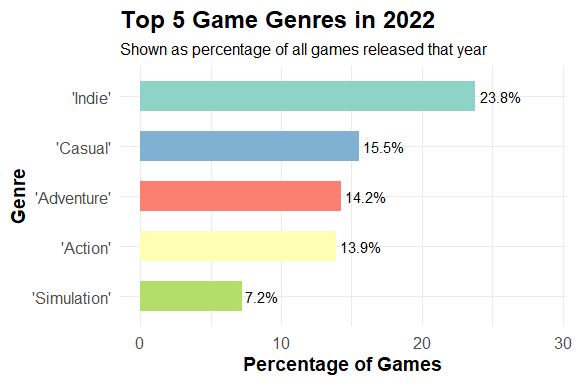 Top 5 Game Genres in 2022
Shown as percentage of all games released that year
Genre
'Indie' 23.8%
'Casual' 15.5%
'Adventure' 14.2%
'Action' 13.9%
'Simulation' 7.2%
0 10 20 30
Percentage of Games